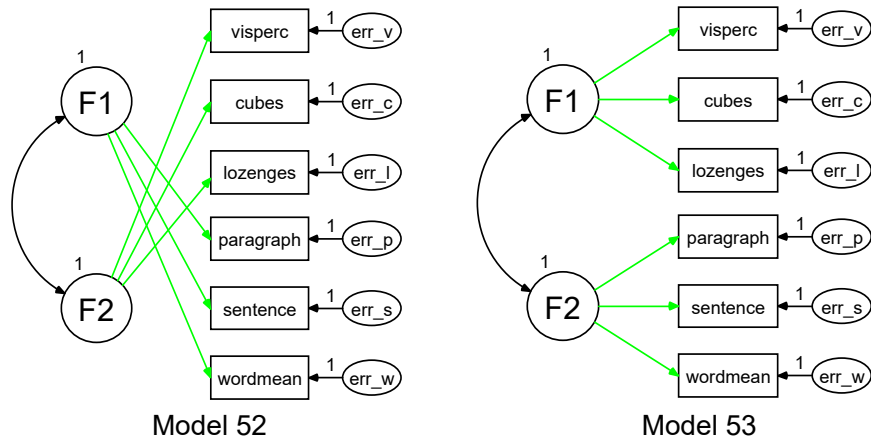 visperc
1
err_v
1
F1
cubes
1
err_c
lozenges
1
err_l
paragraph
1
err_p
1
F2
sentence
1
err_s
wordmean
1
err_w
Model 52
visperc
1
err_v
1
F1
cubes
1
err_c
lozenges
1
err_l
paragraph
1
err_p
1
F2
sentence
1
err_s
wordmean
1
err_w
Model 53